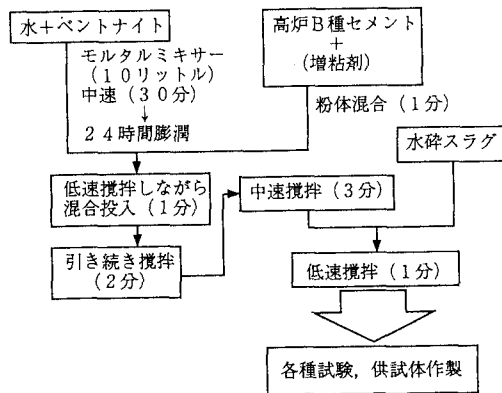 水＋ベントナイト
モルタルミキサー
（10リットル）
中速（30分）
↓
24時間膨潤
高炉B種セメント
＋
（増粘剤）
粉体混合（1分）
水砕スラグ
低速攪拌しながら
混合投入（1分）
引き続き攪拌
（2分）
中速攪拌（3分）
低速攪拌（1分）
各種試験，供試体作製